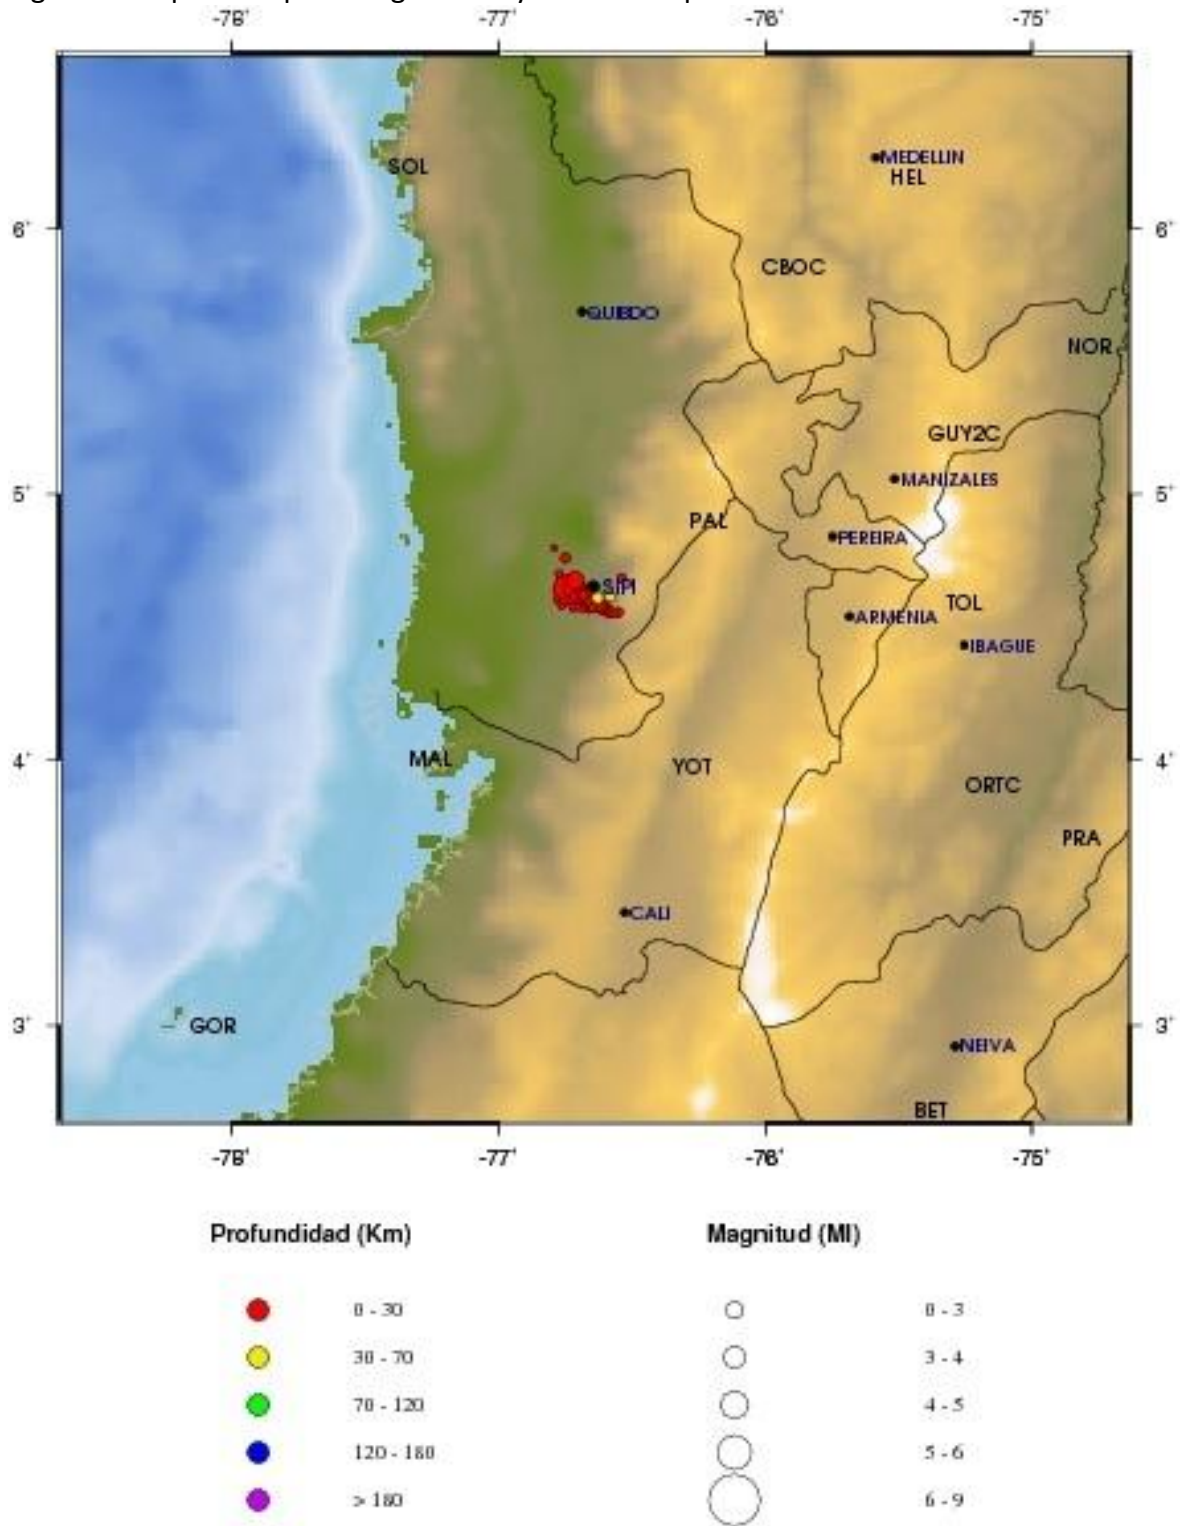 -78° -77° -76° -75°
SOL
MEDELLIN
HEL
6° 6°
CBOC
QUIBDO
NOR
GUY2C
MANIZALES
5° 5°
PAL
PEREIRA
SIPI
TOL
ARMENIA
IBAGUE
MAL
4° 4°
YOT
ORTC
PRA
CALI
GOR
3° 3°
NEIVA
BET
-78° -77° -76° -75°
Profundidad (Km) Magnitud (Ml)
0 - 30 0 - 3
30 - 70 3 - 4
70 - 120 4 - 5
120 - 180 5 - 6
> 180 6 - 9